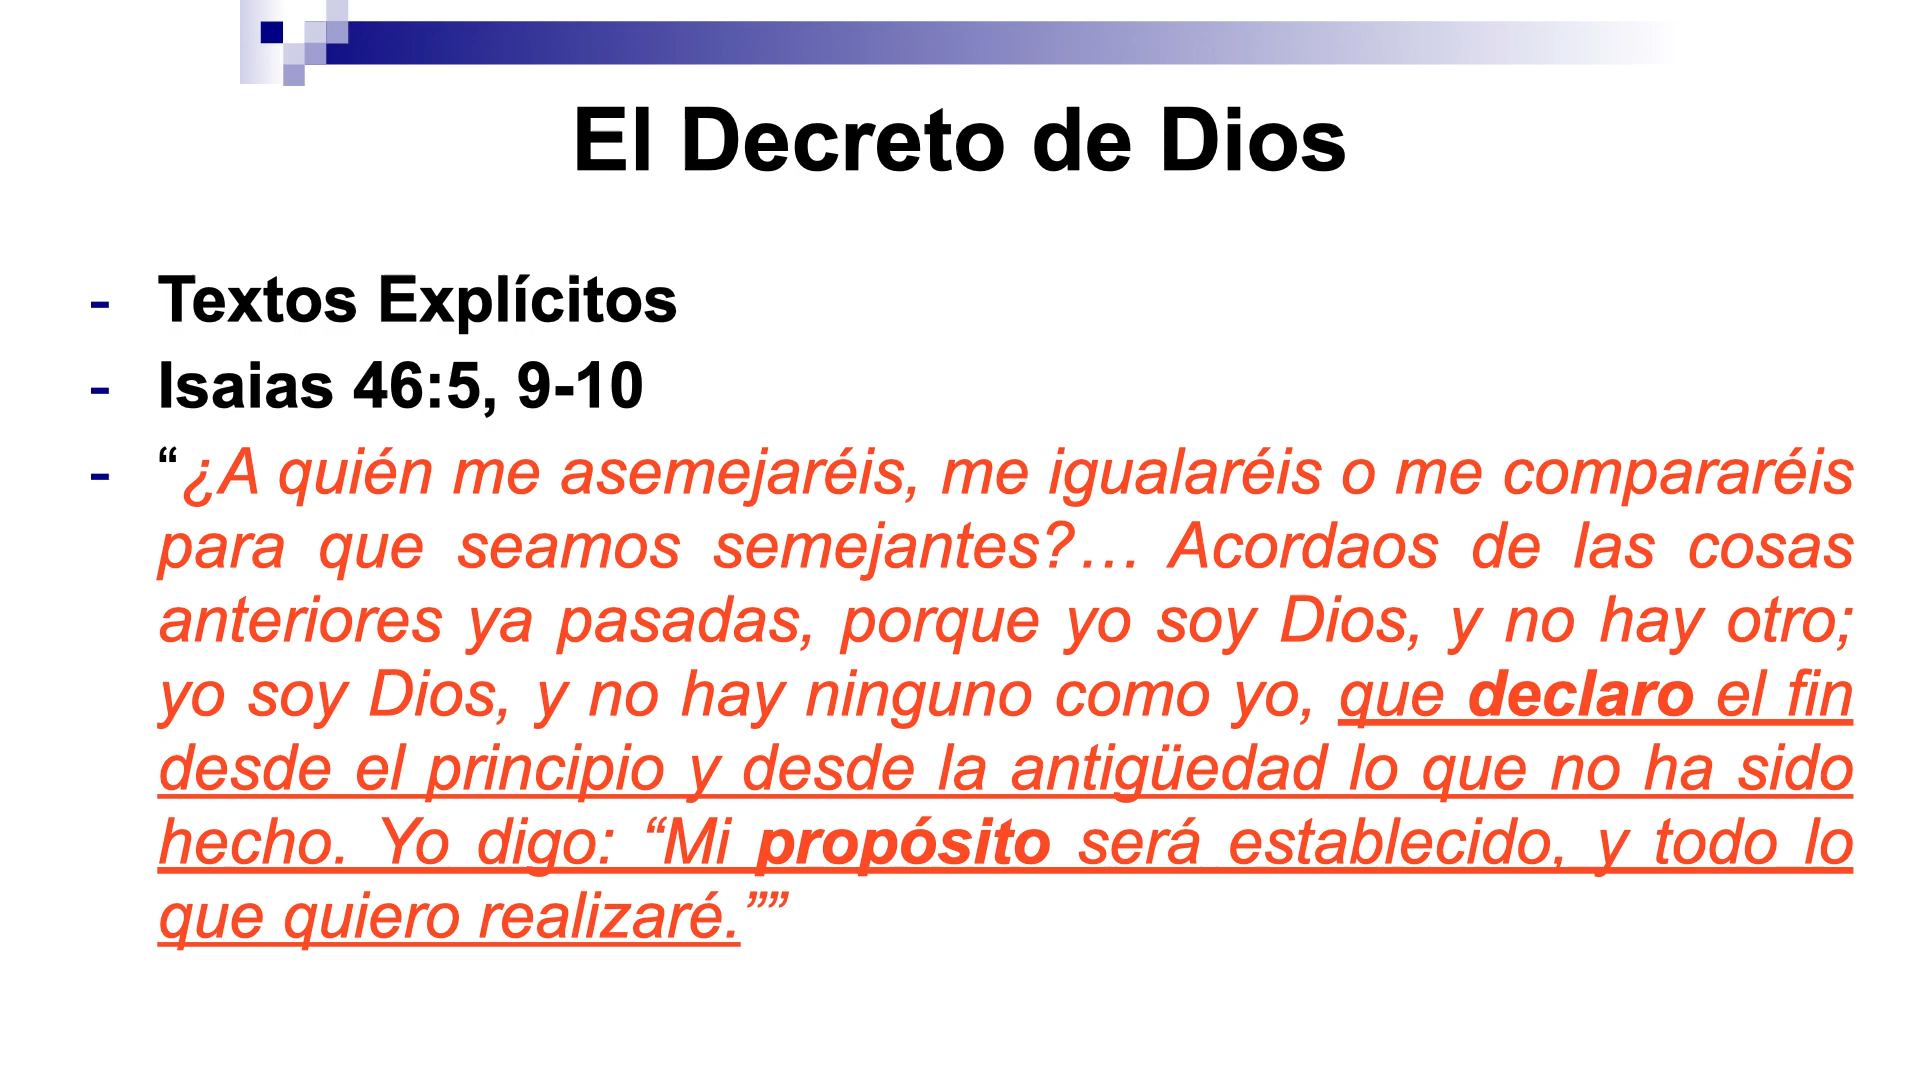 El Decreto de Dios
- Textos Explícitos
- Isaias 46:5, 9-10
- “¿A quién me asemejaréis, me igualaréis o me compararéis
para que seamos semejantes?… Acordaos de las cosas
anteriores ya pasadas, porque yo soy Dios, y no hay otro;
yo soy Dios, y no hay ninguno como yo, que declaro el fin
desde el principio y desde la antigüedad lo que no ha sido
hecho. Yo digo: “Mi propósito será establecido, y todo lo
que quiero realizaré.””